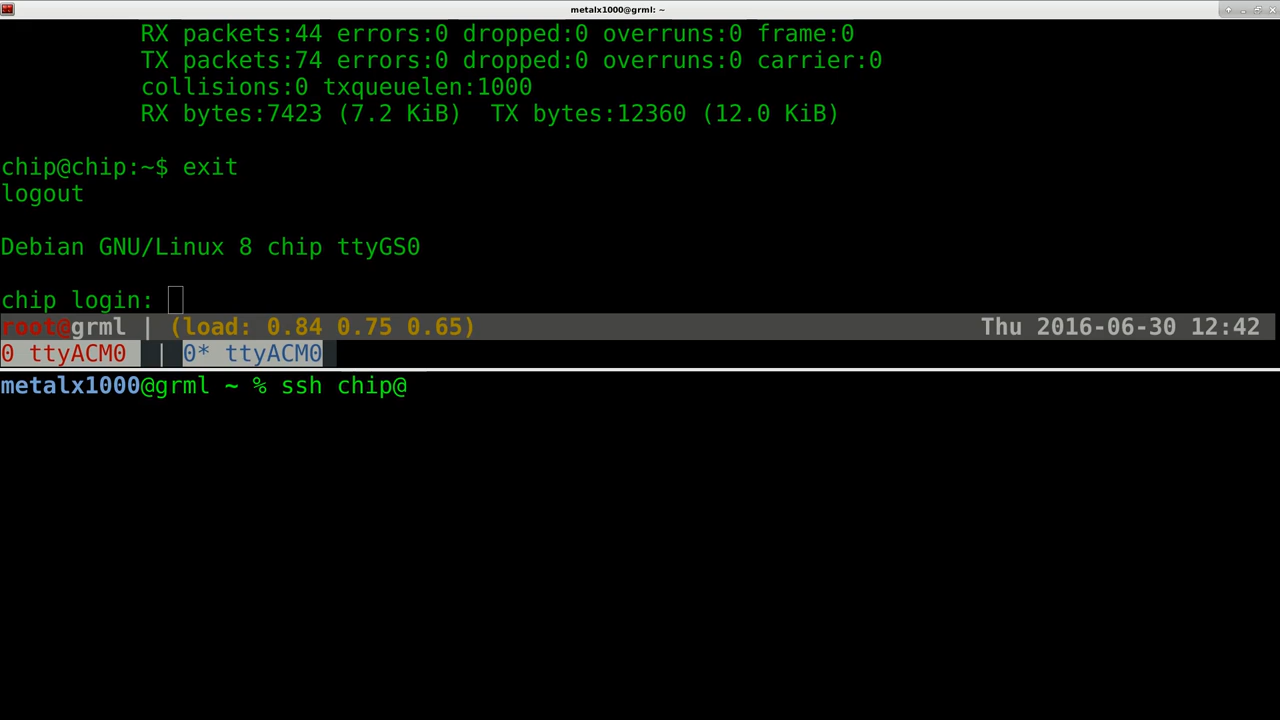 metalx1000@grml: ~
RX packets:44 errors:0 dropped:0 overruns:0 frame:0
TX packets:74 errors:0 dropped:0 overruns:0 carrier:0
collisions:0 txqueuelen:1000
RX bytes:7423 (7.2 KiB)  TX bytes:12360 (12.0 KiB)
chip@chip:~$ exit
logout
Debian GNU/Linux 8 chip ttyGS0
chip login:
root@grml | (load: 0.84 0.75 0.65) Thu 2016-06-30 12:42
0 ttyACM0 | 0* ttyACM0
metalx1000@grml ~ % ssh chip@